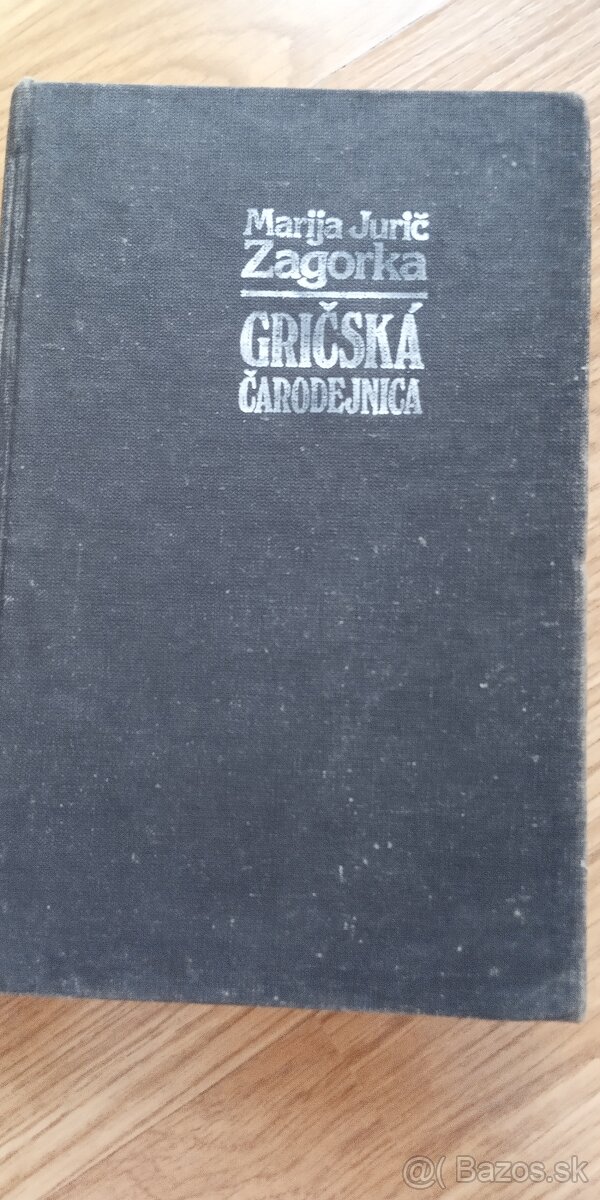 Marija Jurič
Zagorka
GRIČSKÁ
ČARODEJNICA
@( Bazos.sk